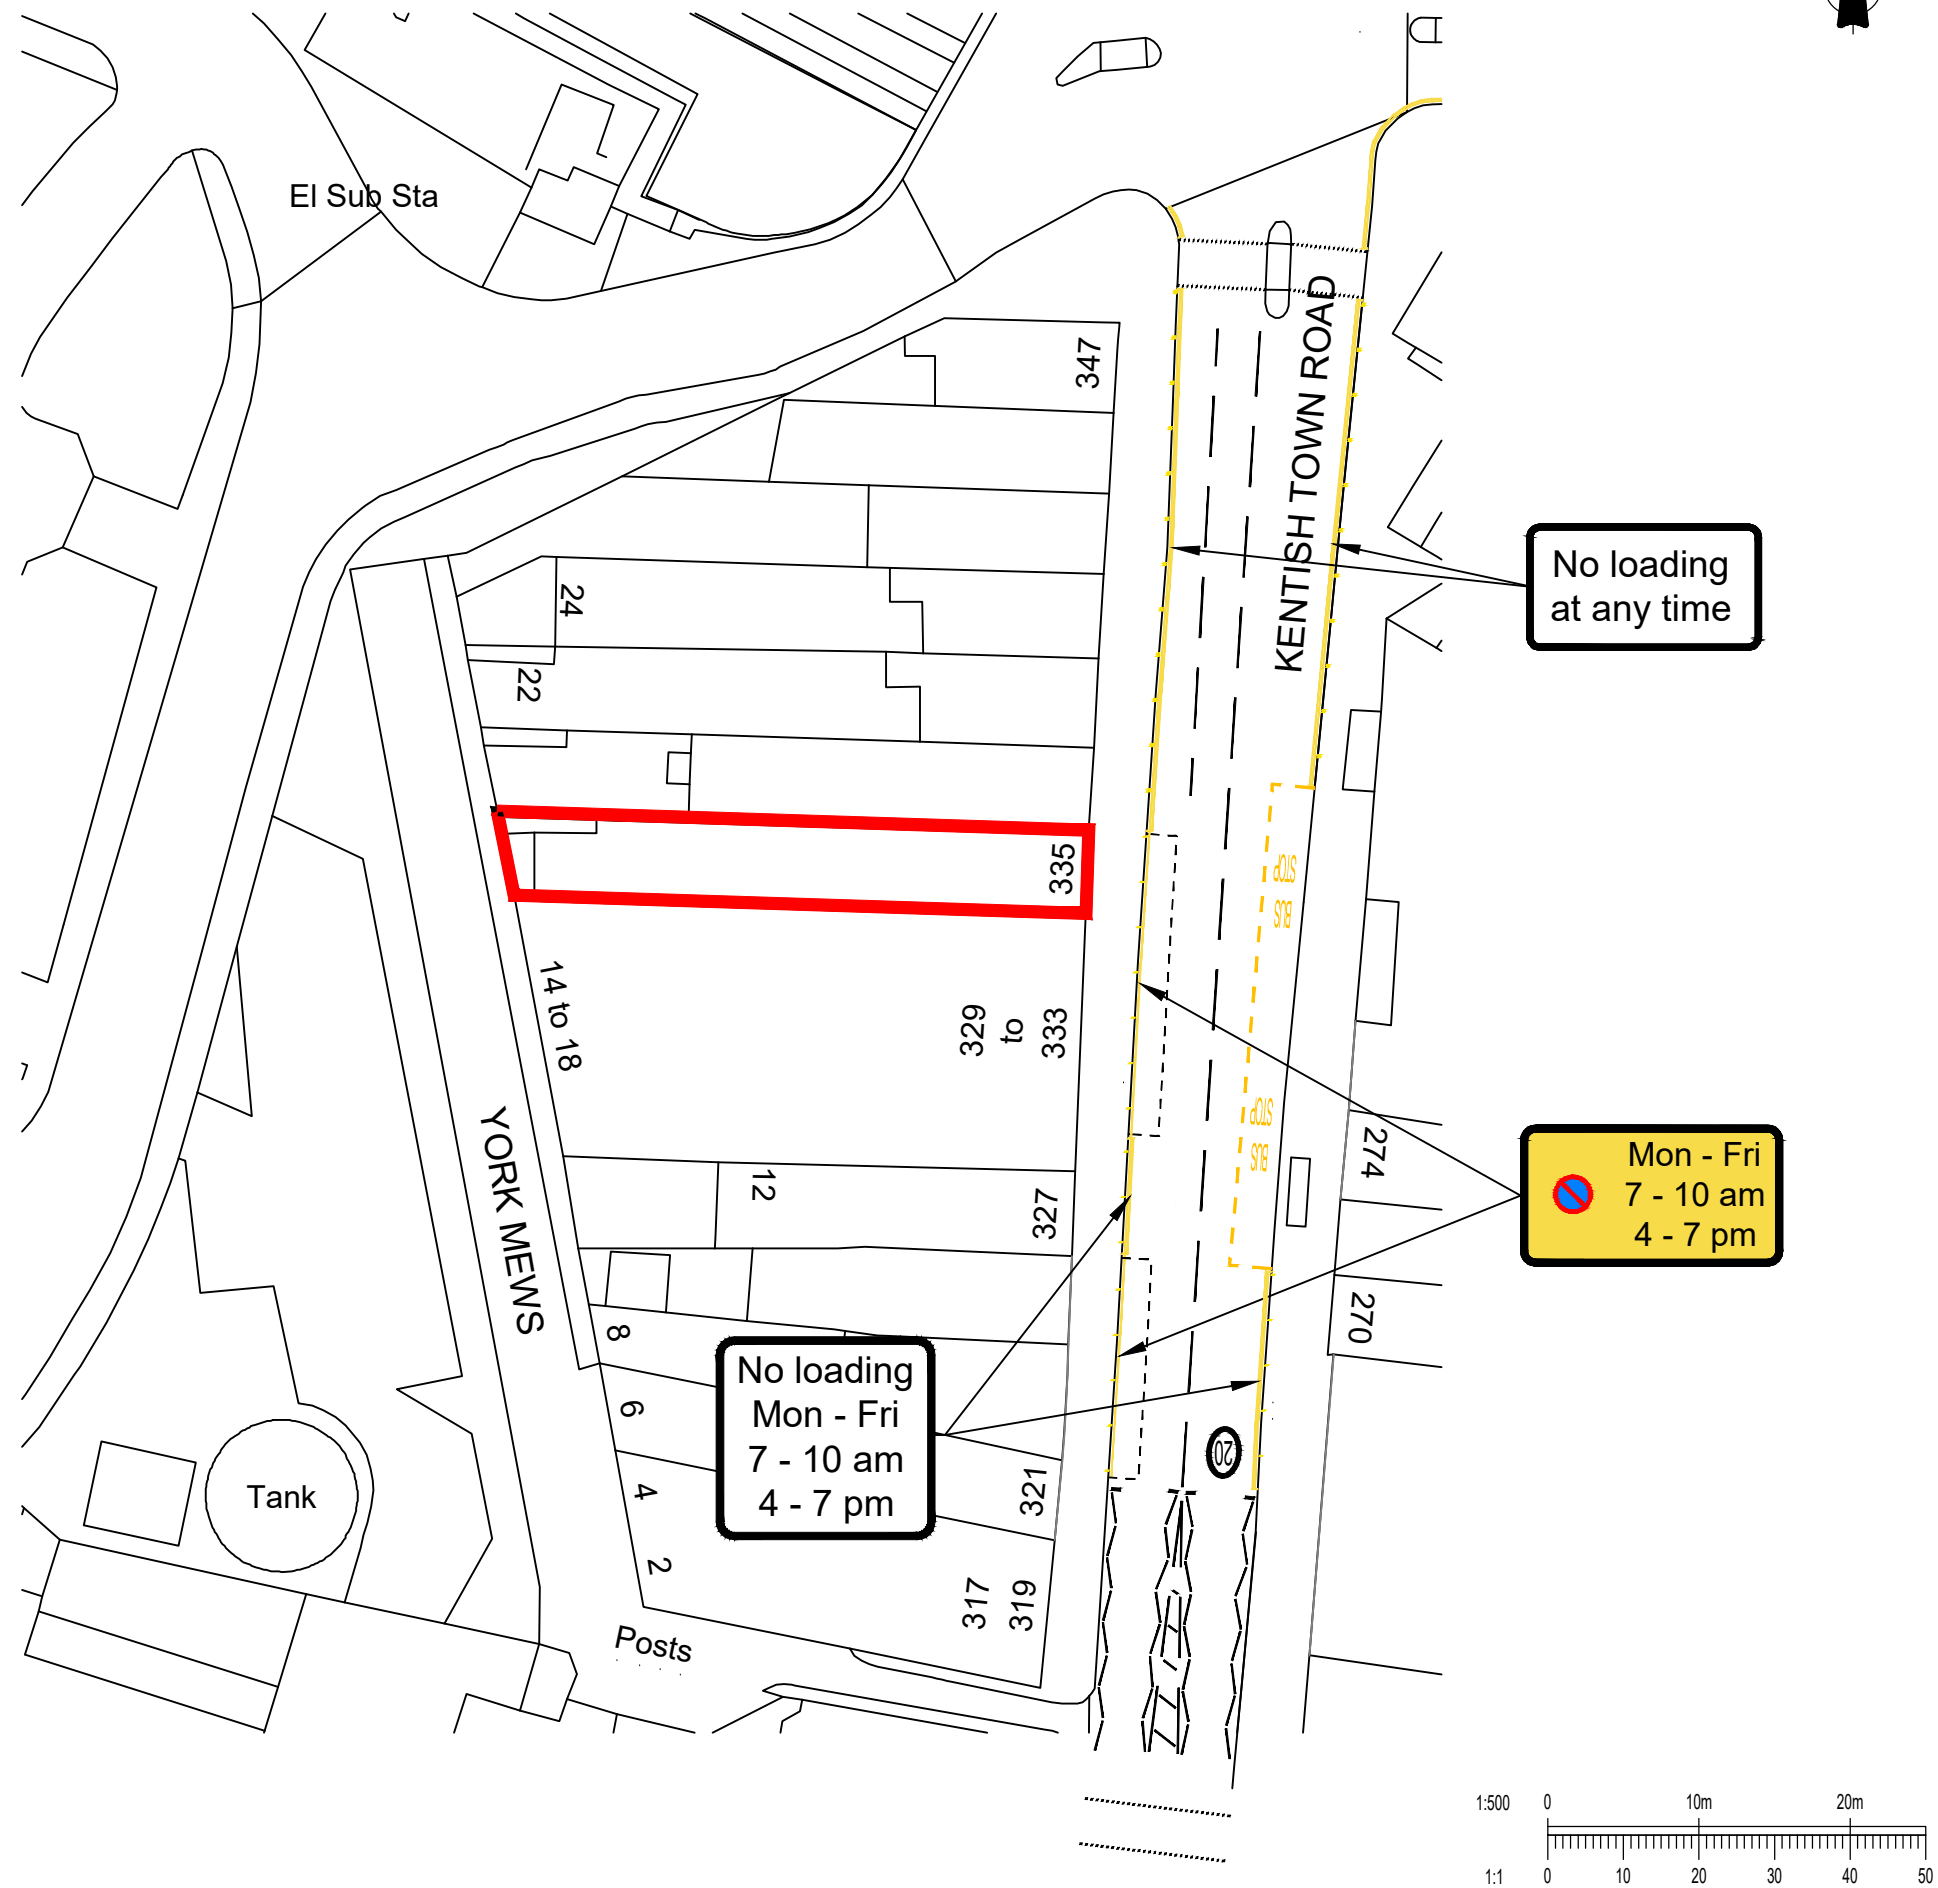 El Sub Sta
347
KENTISH TOWN ROAD
No loading
at any time
24
22
335
STOP
BUS
14 to 18
329
to
333
STOP
BUS
274
Mon - Fri
7 - 10 am
4 - 7 pm
YORK MEWS
12
327
270
8
6
4
2
No loading
Mon - Fri
7 - 10 am
4 - 7 pm
20
321
Tank
317
319
Posts
1:500
0
10m
20m
1:1
0
10
20
30
40
50